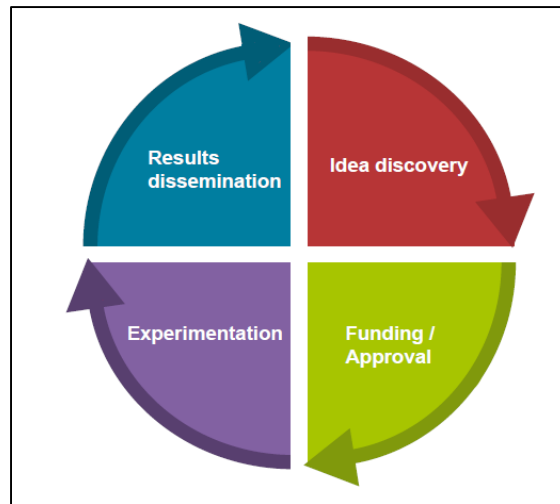 Results
dissemination
Idea discovery
Experimentation
Funding /
Approval